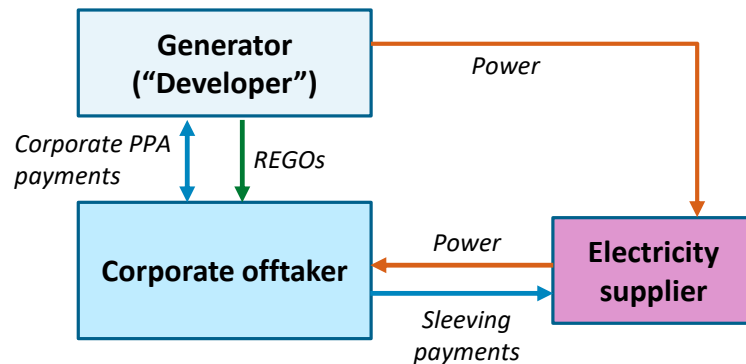 Generator
(“Developer”)
Power
Corporate PPA
payments
REGOs
Corporate offtaker
Power
Electricity
supplier
Sleeving
payments